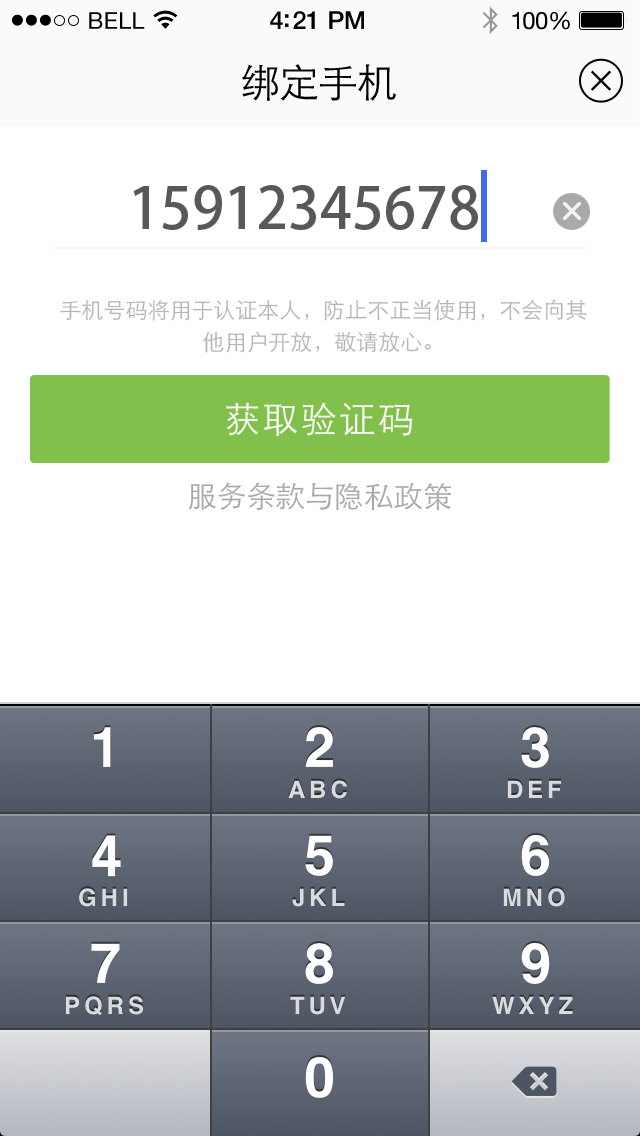 BELL 4:21 PM 100%
绑定手机
15912345678
手机号码将用于认证本人，防止不正当使用，不会向其
他用户开放，敬请放心。
获取验证码
服务条款与隐私政策
1 2 3
ABC DEF
4 5 6
GHI JKL MNO
7 8 9
PQRS TUV WXYZ
0